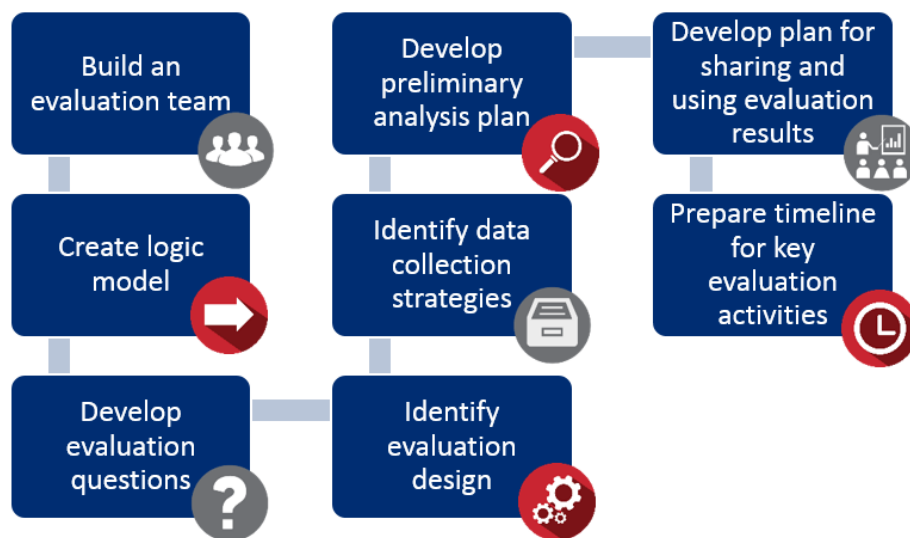 Build an
evaluation team
Create logic
model
Develop
evaluation
questions
?
Identify
evaluation
design
Identify data
collection
strategies
Develop
preliminary
analysis plan
Develop plan for
sharing and
using evaluation
results
Prepare timeline
for key
evaluation
activities